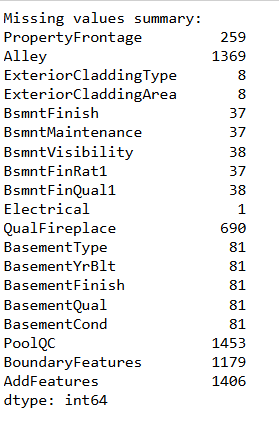 Missing values summary:
PropertyFrontage 259
Alley 1369
ExteriorCladdingType 8
ExteriorCladdingArea 8
BsmntFinish 37
BsmntMaintenance 37
BsmntVisibility 38
BsmntFinRat1 37
BsmntFinQual1 38
Electrical 1
QualFireplace 690
BasementType 81
BasementYrBlt 81
BasementFinish 81
BasementQual 81
BasementCond 81
PoolQC 1453
BoundaryFeatures 1179
AddFeatures 1406
dtype: int64